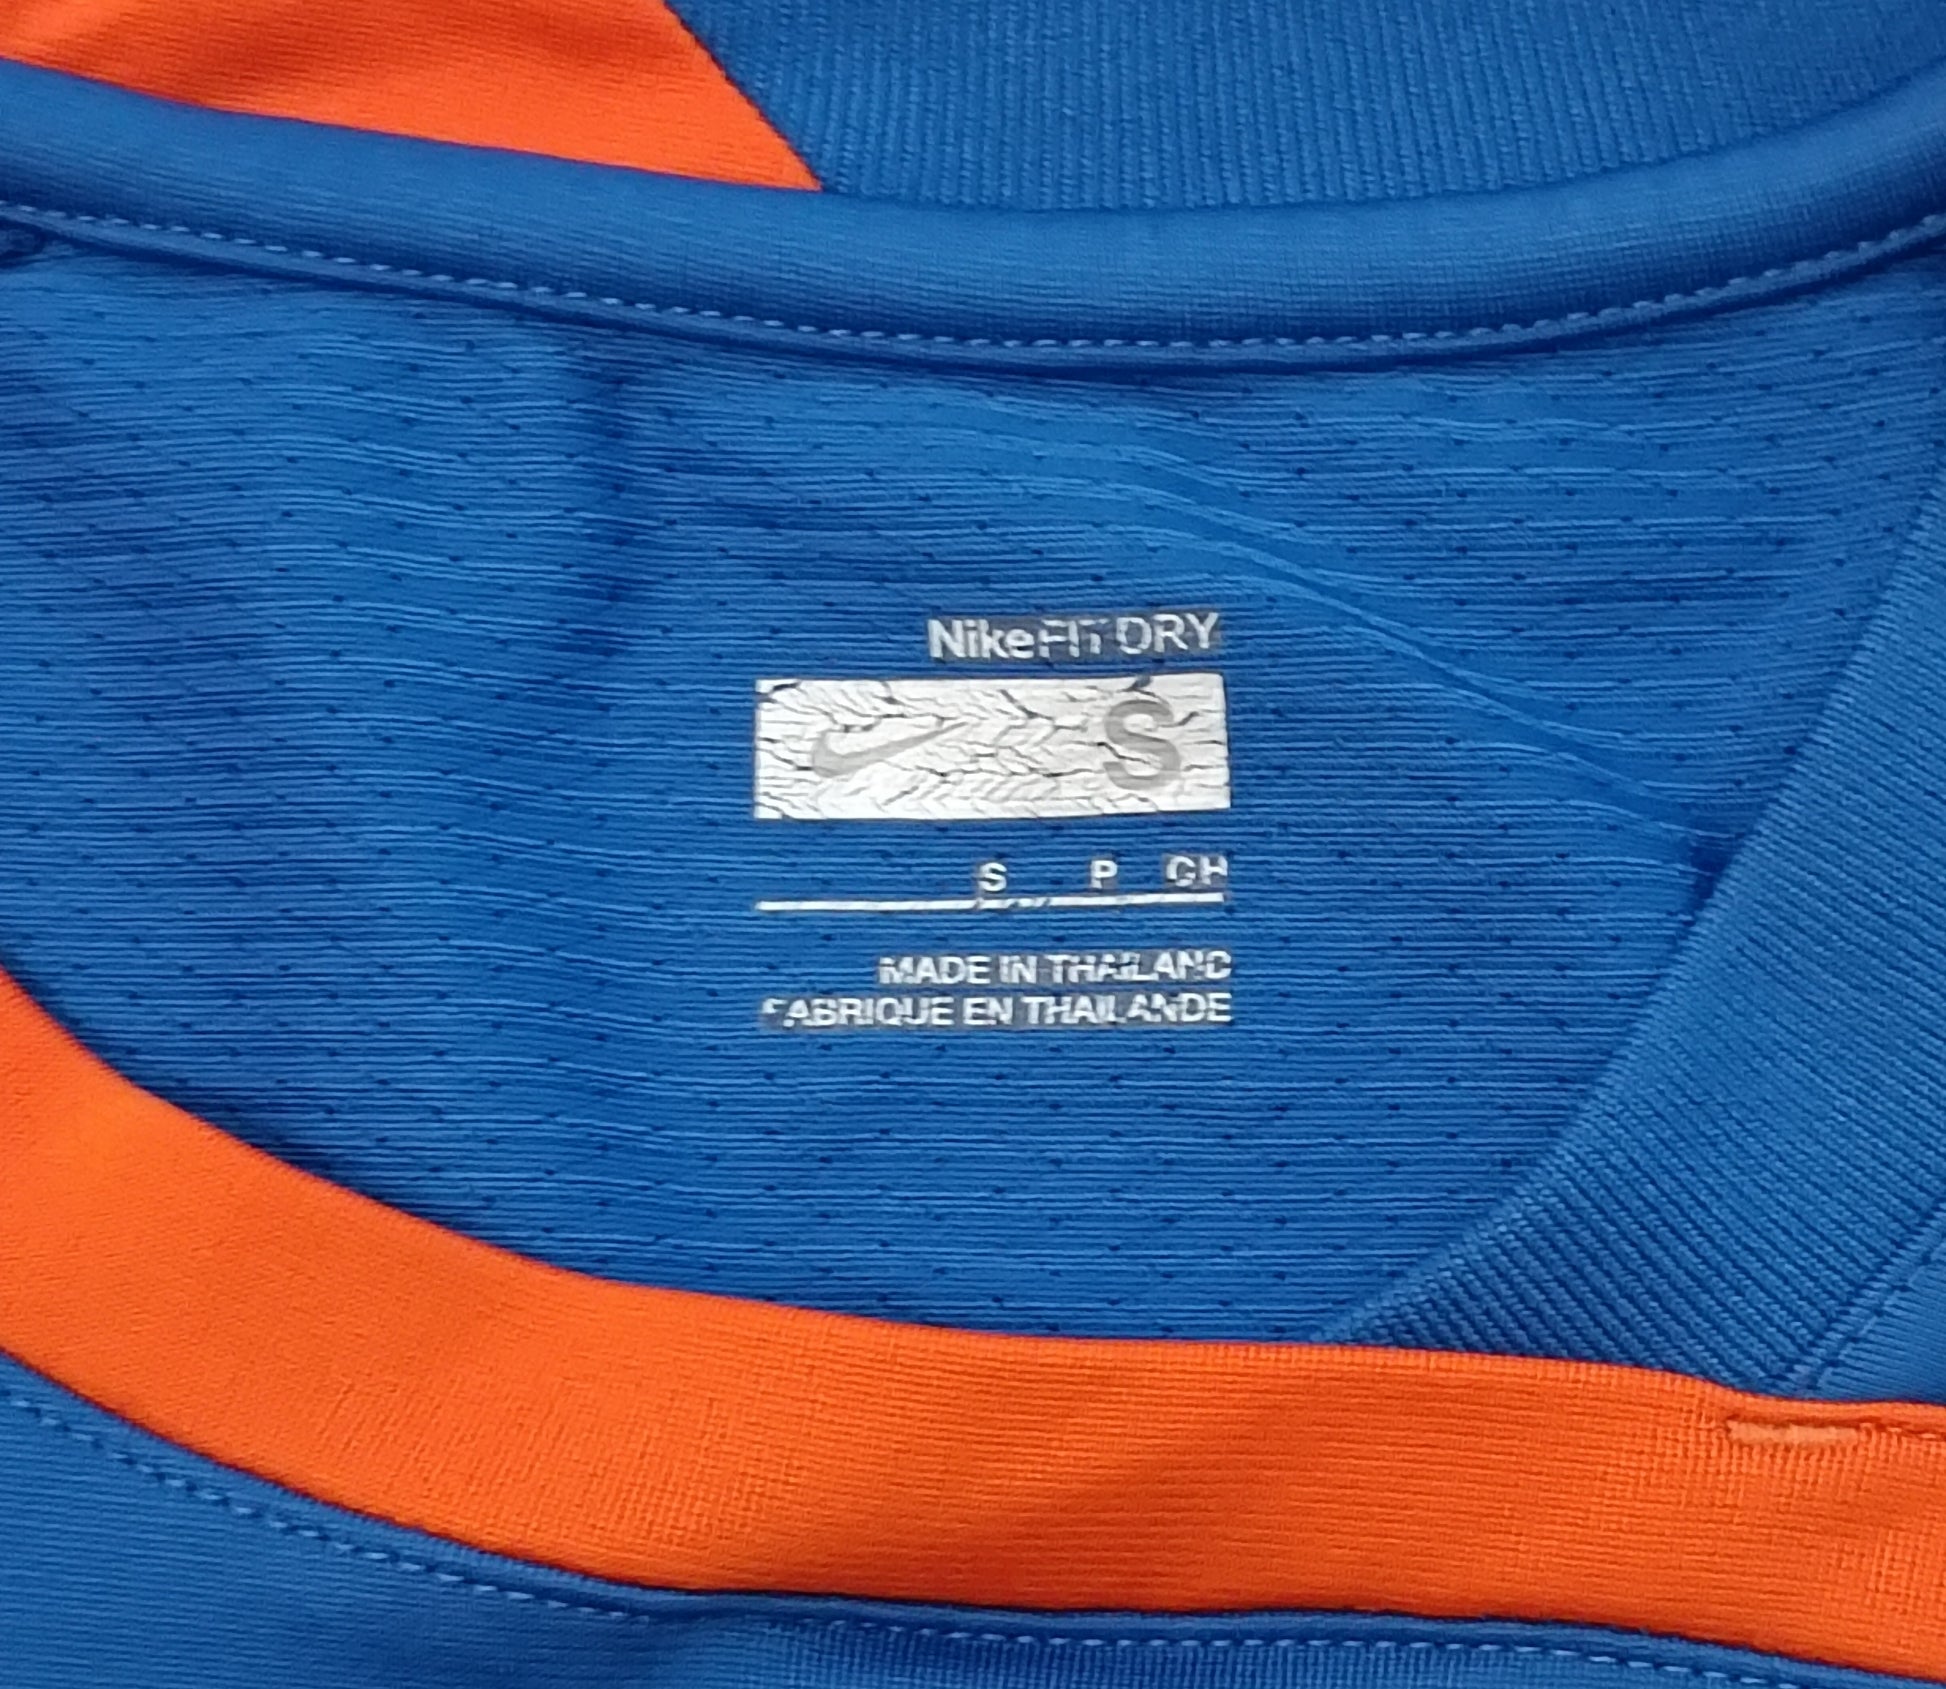 NikeFIT DRY
S
S P CH
MADE IN THAILAND
FABRIQUE EN THAILANDE